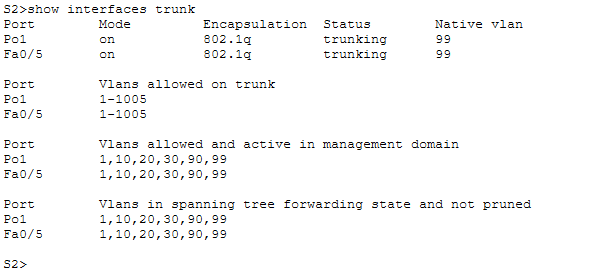 S2>show interfaces trunk
Port        Mode         Encapsulation  Status        Native vlan
Po1         on           802.1q         trunking      99
Fa0/5       on           802.1q         trunking      99

Port        Vlans allowed on trunk
Po1         1-1005
Fa0/5       1-1005

Port        Vlans allowed and active in management domain
Po1         1,10,20,30,90,99
Fa0/5       1,10,20,30,90,99

Port        Vlans in spanning tree forwarding state and not pruned
Po1         1,10,20,30,90,99
Fa0/5       1,10,20,30,90,99

S2>